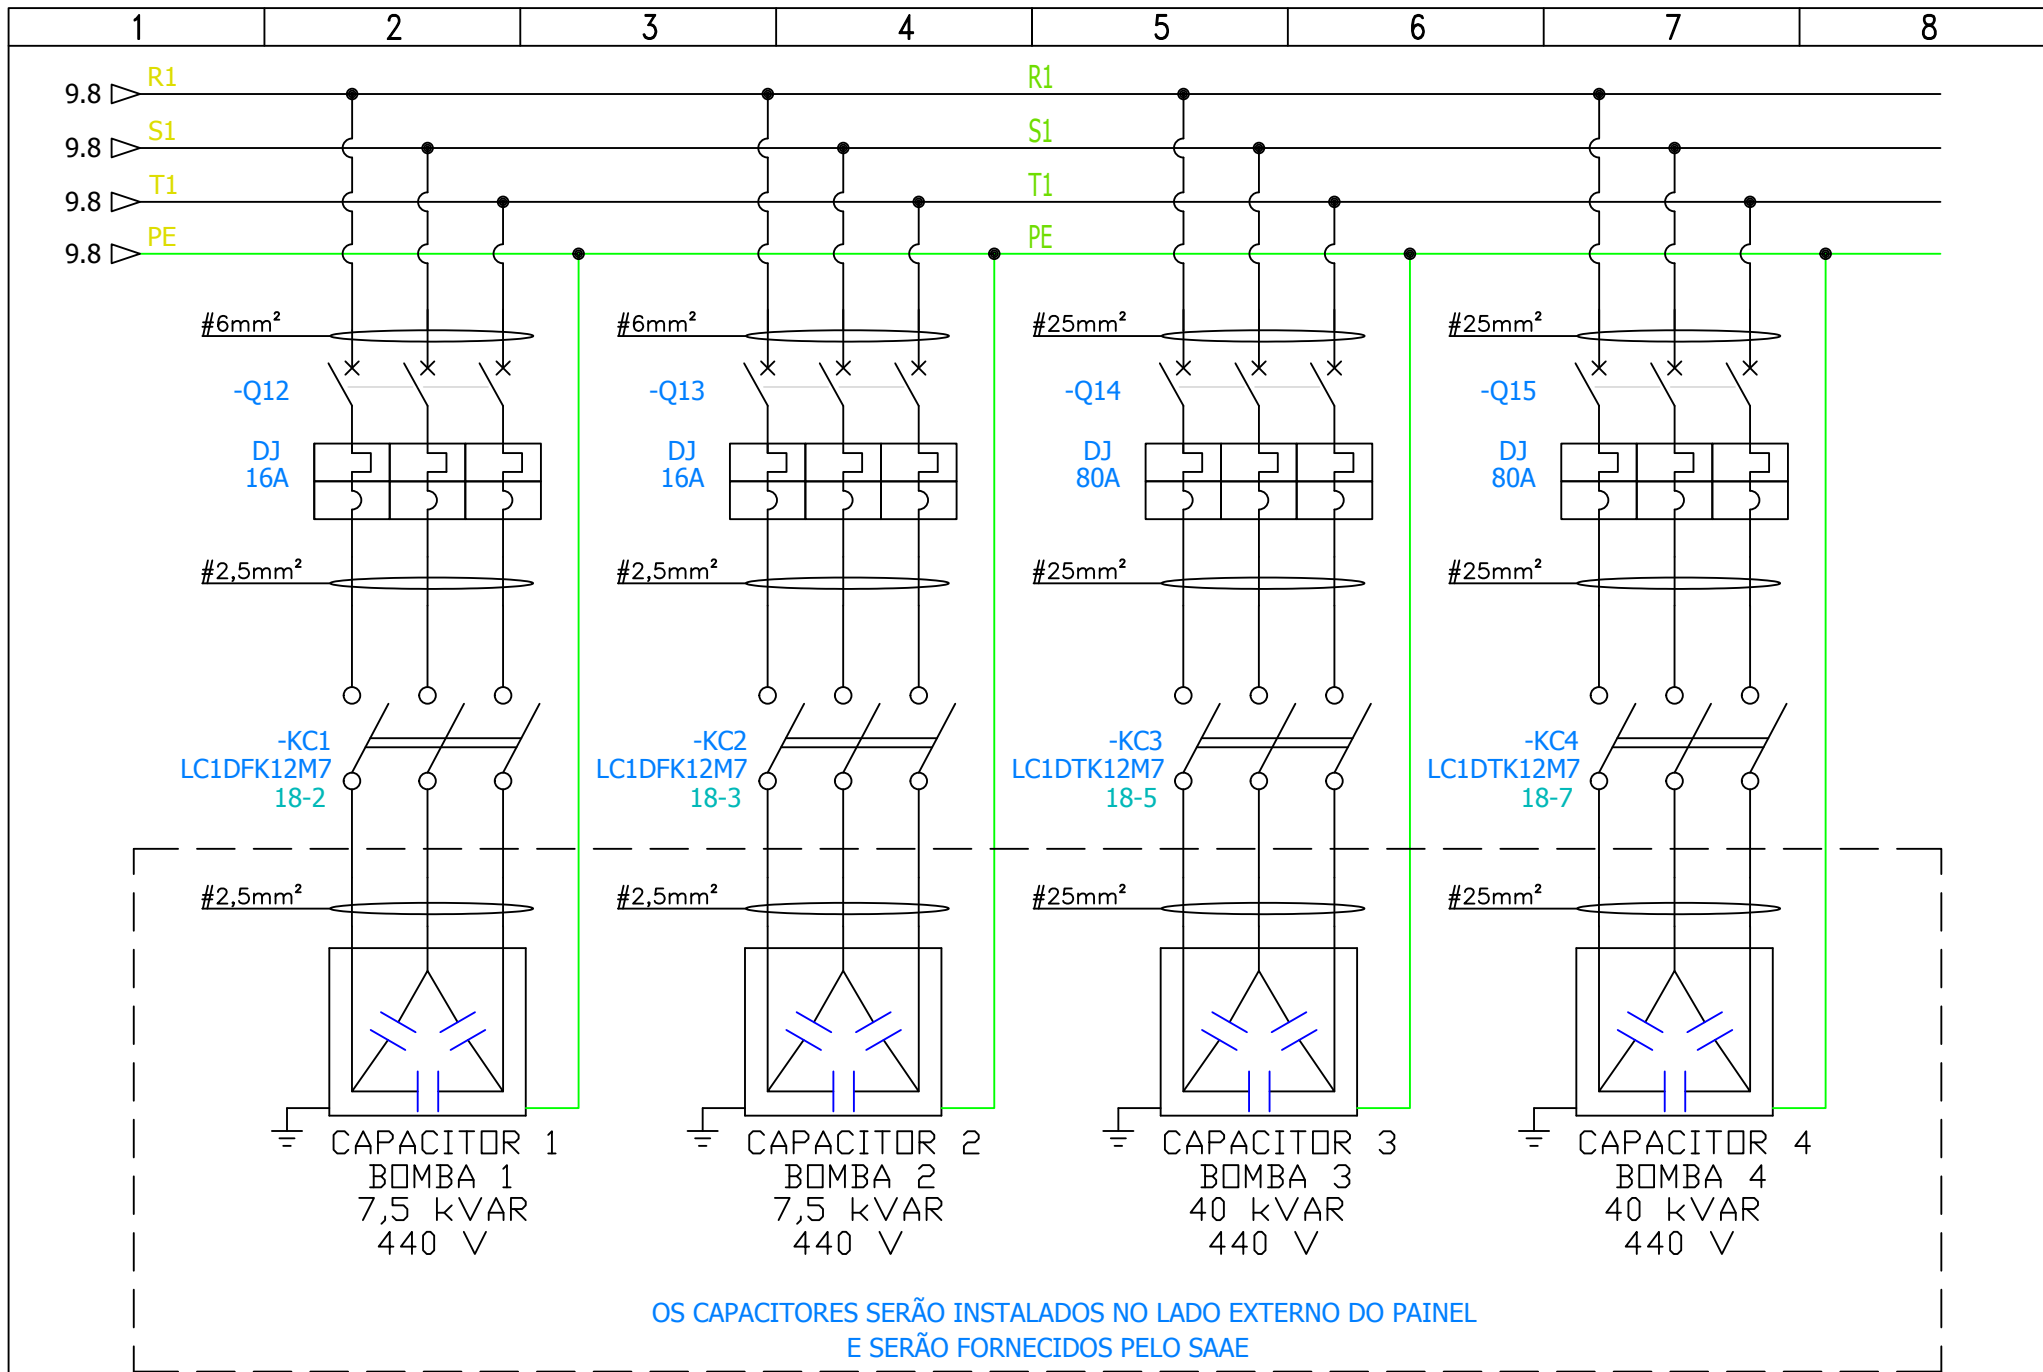 1 2 3 4 5 6 7 8
9.8 R1 R1
9.8 S1 S1
9.8 T1 T1
9.8 PE PE
#6mm² #6mm² #25mm² #25mm²
-Q12 -Q13 -Q14 -Q15
DJ DJ DJ DJ
16A 16A 80A 80A
#2,5mm² #2,5mm² #25mm² #25mm²
-KC1 -KC2 -KC3 -KC4
LC1DFK12M7 LC1DFK12M7 LC1DTK12M7 LC1DTK12M7
18-2 18-3 18-5 18-7
#2,5mm² #2,5mm² #25mm² #25mm²
CAPACITOR 1 CAPACITOR 2 CAPACITOR 3 CAPACITOR 4
BOMBA 1 BOMBA 2 BOMBA 3 BOMBA 4
7,5 kVAR 7,5 kVAR 40 kVAR 40 kVAR
440 V 440 V 440 V 440 V
OS CAPACITORES SERÃO INSTALADOS NO LADO EXTERNO DO PAINEL
E SERÃO FORNECIDOS PELO SAAE